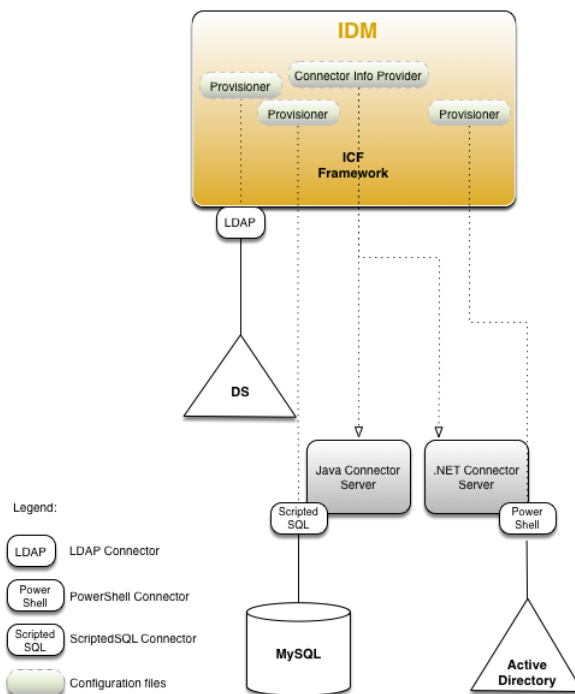 IDM
Connector Info Provider
Provisioner
Provisioner
Provisioner
ICF
Framework
LDAP
DS
Java Connector
Server
.NET Connector
Server
Scripted
SQL
Power
Shell
MySQL
Active
Directory
Legend:
LDAP
LDAP Connector
Power
Shell
PowerShell Connector
Scripted
SQL
ScriptedSQL Connector
Configuration files